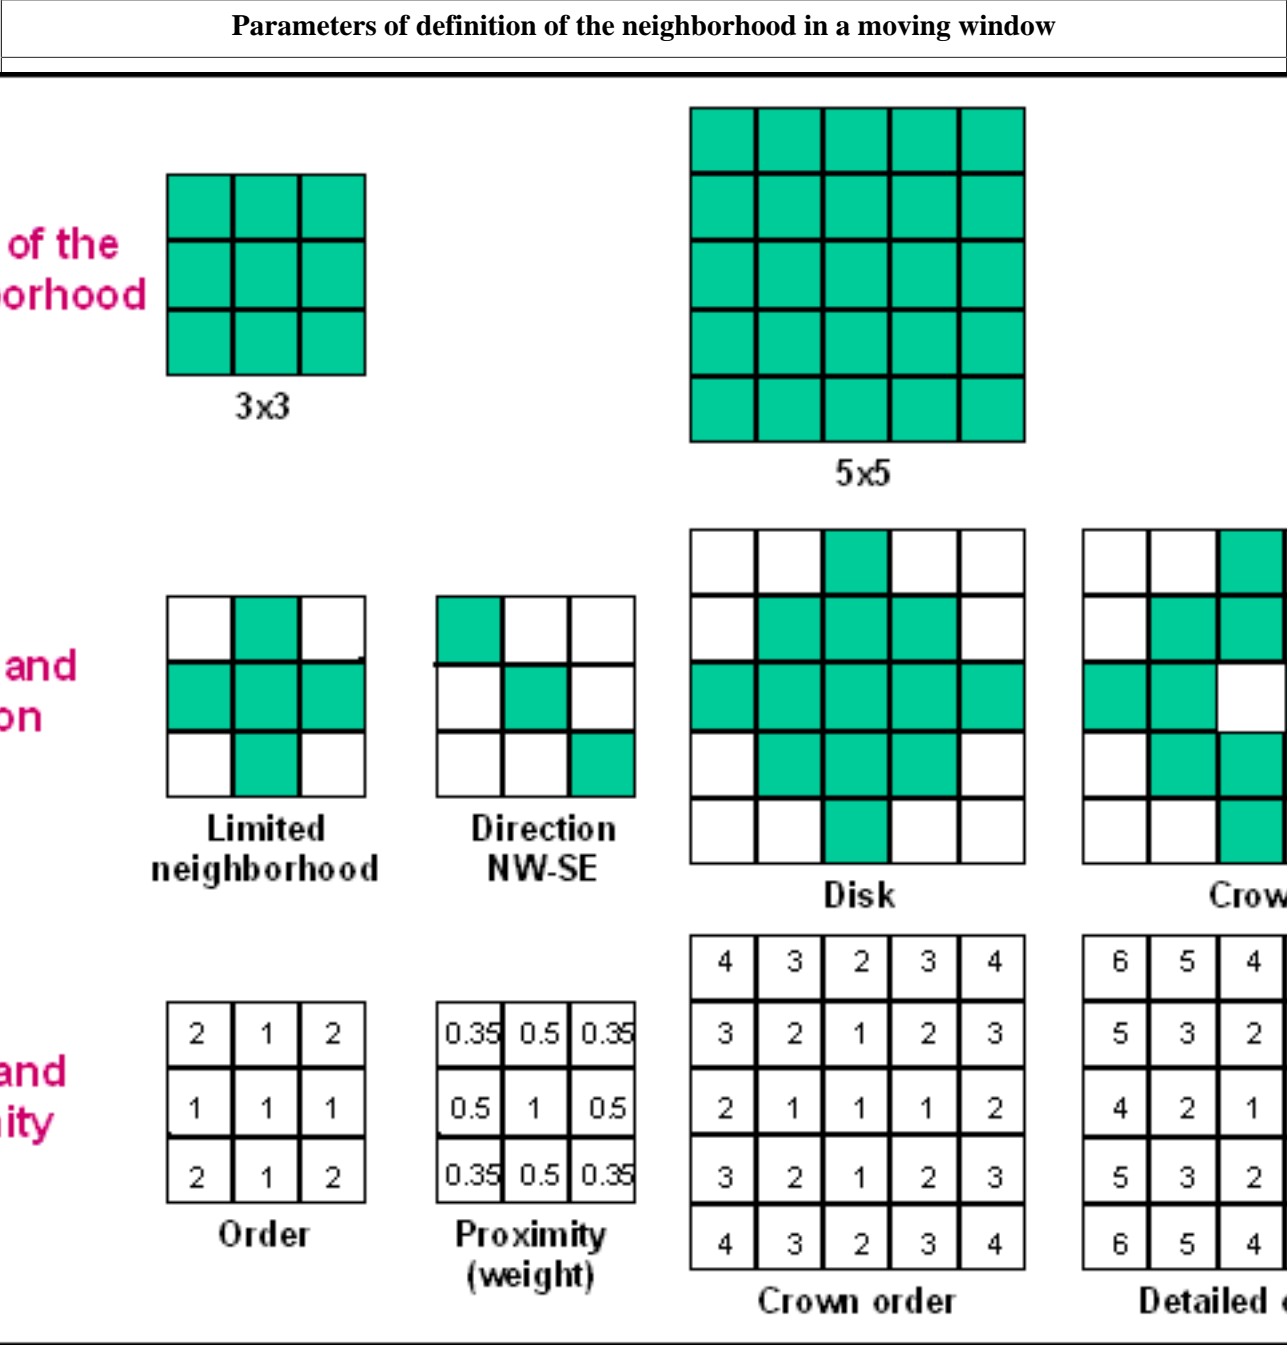 Parameters of definition of the neighborhood in a moving window
of the
orhood
3x3
5x5
and
on
Limited
neighborhood
Direction
NW-SE
Disk
Crow
and
ity
2 1 2
1 1 1
2 1 2
Order
0.35 0.5 0.35
0.5 1 0.5
0.35 0.5 0.35
Proximity
(weight)
4 3 2 3 4
3 2 1 2 3
2 1 1 1 2
3 2 1 2 3
4 3 2 3 4
Crown order
6 5 4
5 3 2
4 2 1
5 3 2
6 5 4
Detailed